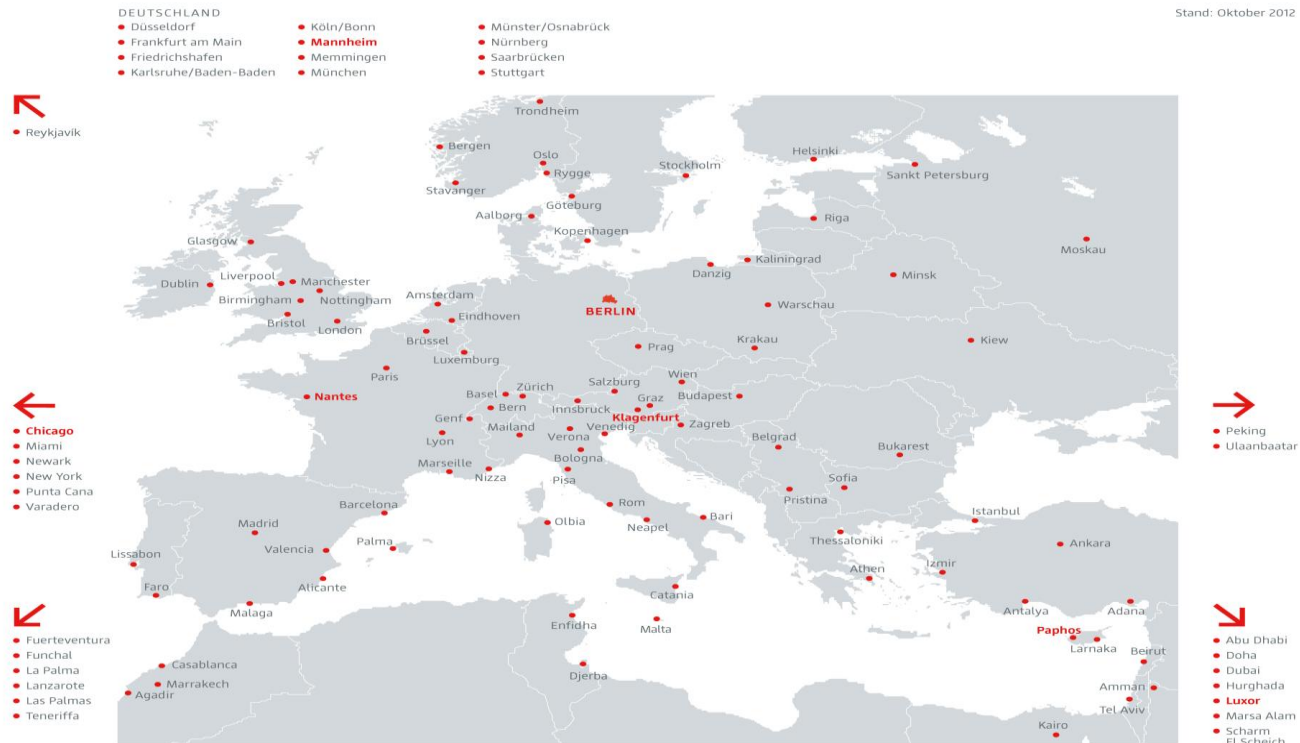 DEUTSCHLAND
Düsseldorf
Frankfurt am Main
Friedrichshafen
Karlsruhe/Baden-Baden
Köln/Bonn
Mannheim
Memmingen
München
Münster/Osnabrück
Nürnberg
Saarbrücken
Stuttgart
Stand: Oktober 2012
Reykjavík
Trondheim
Bergen
Oslo
Rygge
Stavanger
Stockholm
Helsinki
Sankt Petersburg
Göteburg
Aalborg
Kopenhagen
Riga
Moskau
Glasgow
Dublin
Liverpool
Manchester
Birmingham
Nottingham
Bristol
London
Amsterdam
Eindhoven
Brüssel
Luxemburg
BERLIN
Danzig
Kaliningrad
Minsk
Warschau
Prag
Krakau
Kiew
Paris
Nantes
Basel
Zürich
Bern
Genf
Salzburg
Wien
Innsbruck
Graz
Budapest
Klagenfurt
Zagreb
Lyon
Mailand
Verona
Venedig
Bologna
Belgrad
Bukarest
Marseille
Nizza
Pisa
Sofia
Pristina
Chicago
Miami
Newark
New York
Punta Cana
Varadero
Peking
Ulaanbaatar
Barcelona
Madrid
Valencia
Palma
Olbia
Rom
Neapel
Bari
Thessaloniki
Istanbul
Ankara
Lissabon
Faro
Alicante
Malaga
Catania
Athen
Izmir
Antalya
Adana
Enfidha
Malta
Djerba
Paphos
Larnaka
Beirut
Amman
Tel Aviv
Kairo
Casablanca
Marrakech
Agadir
Fuerteventura
Funchal
La Palma
Lanzarote
Las Palmas
Teneriffa
Abu Dhabi
Doha
Dubai
Hurghada
Luxor
Marsa Alam
Scharm
El Scheich